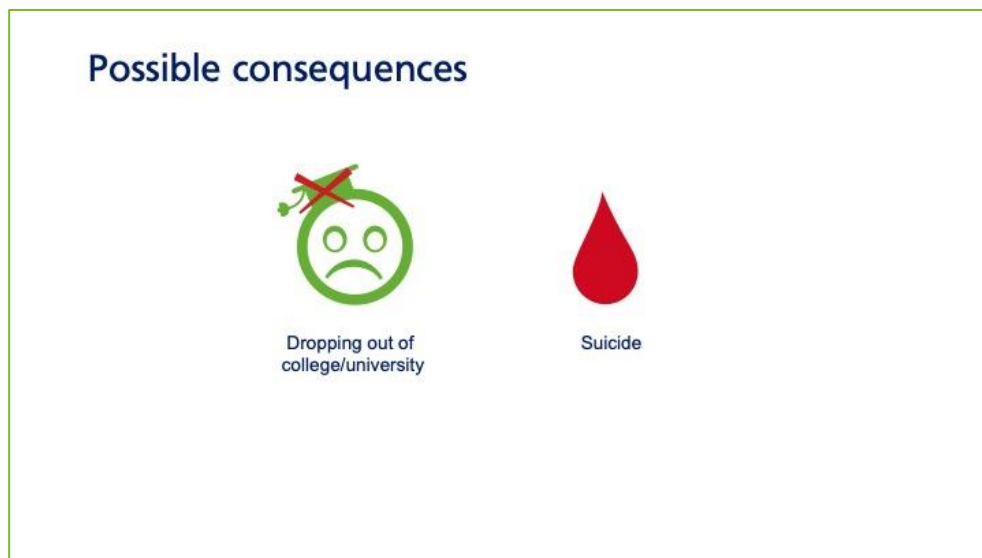 Possible consequences
Dropping out of
college/university
Suicide